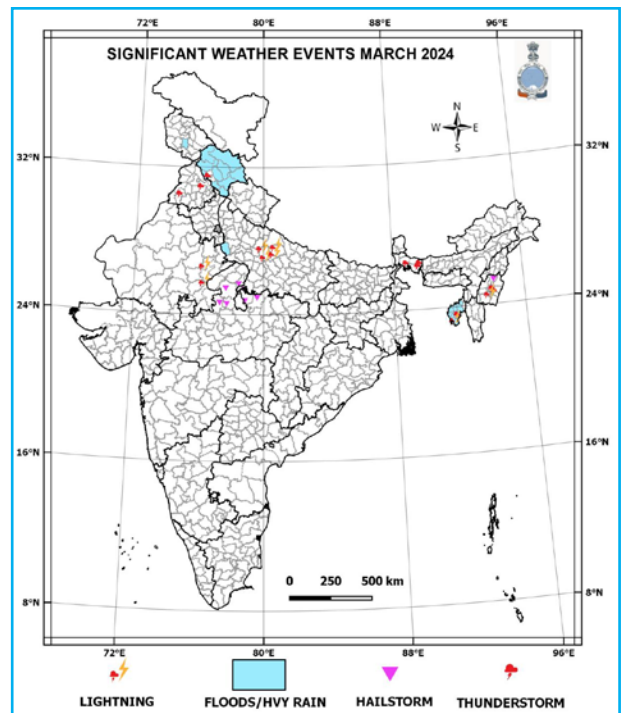 72°E 80°E 88°E 96°E
SIGNIFICANT WEATHER EVENTS MARCH 2024
N
W E
S
32°N 32°N
24°N 24°N
16°N 16°N
0 250 500 km
8°N 8°N
72°E 80°E 88°E 96°E
LIGHTNING FLOODS/HVY RAIN HAILSTORM THUNDERSTORM